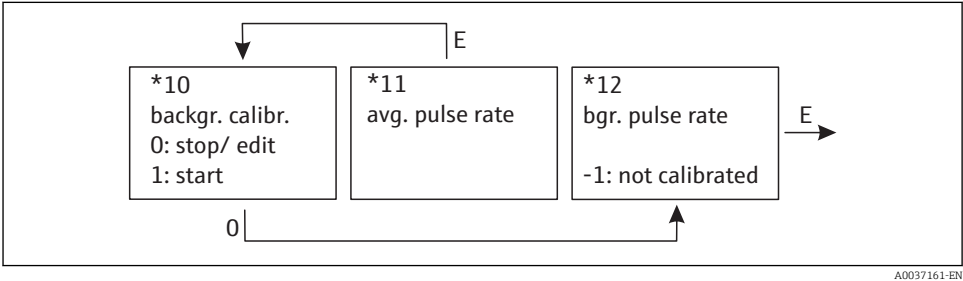 E
*10
backgr. calibr.
0: stop/ edit
1: start
*11
avg. pulse rate
*12
bgr. pulse rate
-1: not calibrated
E
0
A0037161-EN